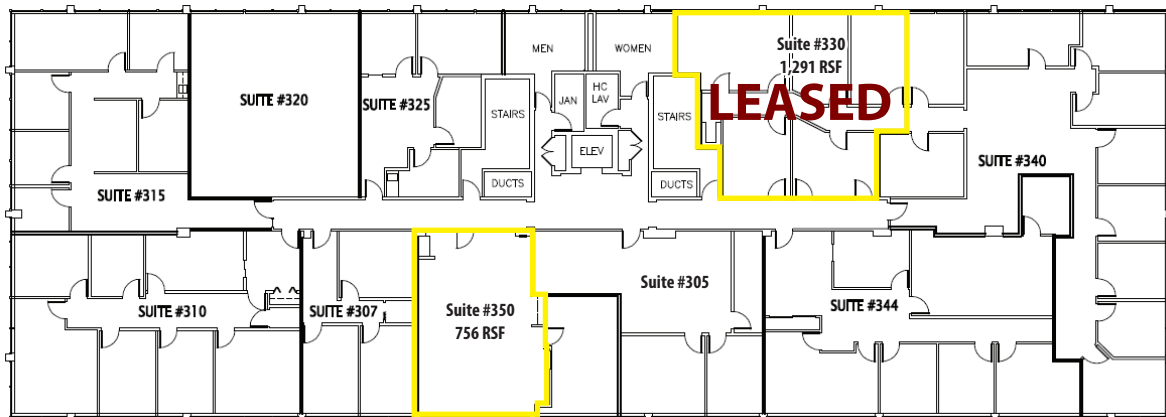 MEN
WOMEN
Suite #330
1,291 RSF
LEASED
SUITE #320
SUITE #325
JAN
HC
LAV
STAIRS
STAIRS
ELEV
DUCTS
DUCTS
SUITE #315
SUITE #340
SUITE #310
SUITE #307
Suite #350
756 RSF
Suite #305
SUITE #344